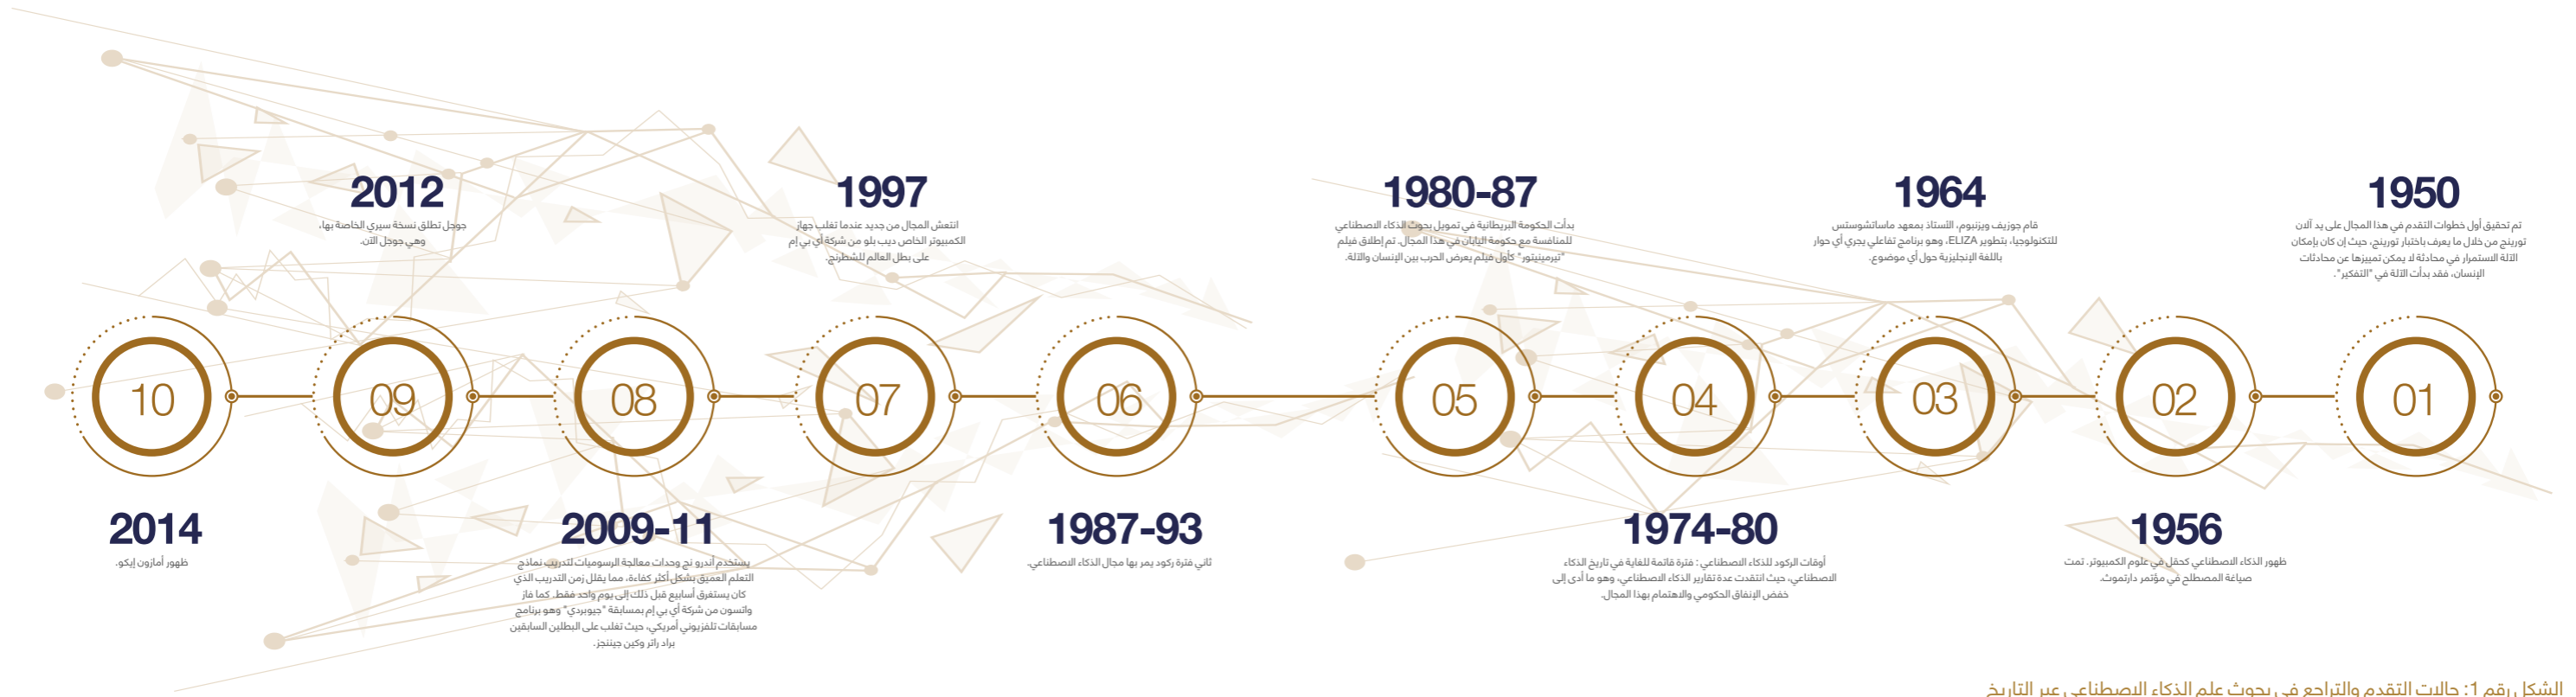 1950
تم تحقيق أول خطوات التقدم في هذا المجال على يد آلان
تورينج من خلال ما يعرف باختبار تورينج، حيث إن كان بإمكان
الآلة الاستمرار في محادثة لا يمكن تمييزها عن محادثات
الإنسان، فقد بدأت الآلة في "التفكير".
01
02
1956
ظهور الذكاء الاصطناعي كحقل في علوم الكمبيوتر. تمت
صياغة المصطلح في مؤتمر دارتموث.
1964
قام جوزيف ويزنبوم، الأستاذ بمعهد ماساتشوستس
للتكنولوجيا، بتطوير ELIZA، وهو برنامج تفاعلي يجري أي حوار
باللغة الإنجليزية حول أي موضوع.
03
04
1974-80
أوقات الركود للذكاء الاصطناعي: فترة قاتمة للغاية في تاريخ الذكاء
الاصطناعي، حيث انتقدت عدة تقارير الذكاء الاصطناعي، وهو ما أدى إلى
خفض الإنفاق الحكومي والاهتمام بهذا المجال.
1980-87
بدأت الحكومة البريطانية في تمويل بحوث الذكاء الاصطناعي
للمنافسة مع حكومة اليابان في هذا المجال. تم إطلاق فيلم
"تيرمينيتور" كأول فيلم يعرض الحرب بين الإنسان والآلة.
05
06
1987-93
ثاني فترة ركود يمر بها مجال الذكاء الاصطناعي.
1997
انتعش المجال من جديد عندما تغلب جهاز
الكمبيوتر الخاص ديب بلو من شركة أي بي إم
على بطل العالم للشطرنج.
07
08
2009-11
يستخدم أندرو نج وحدات معالجة الرسوميات لتدريب نماذج
التعلم العميق بشكل أكثر كفاءة، مما يقلل زمن التدريب الذي
كان يستغرق أسابيع قبل ذلك إلى يوم واحد فقط. كما فاز
واتسون من شركة أي بي إم بمسابقة "جيوبردي" وهو برنامج
مسابقات تلفزيوني أمريكي، حيث تغلب على البطلين السابقين
براد راتر وكين جيننجز.
2012
جوجل تطلق نسخة سيري الخاصة بها،
وهي جوجل الآن.
09
10
2014
ظهور أمازون إيكو.
الشكل رقم 1: حالات التقدم والتراجع في بحوث علم الذكاء الاصطناعي عبر التاريخ